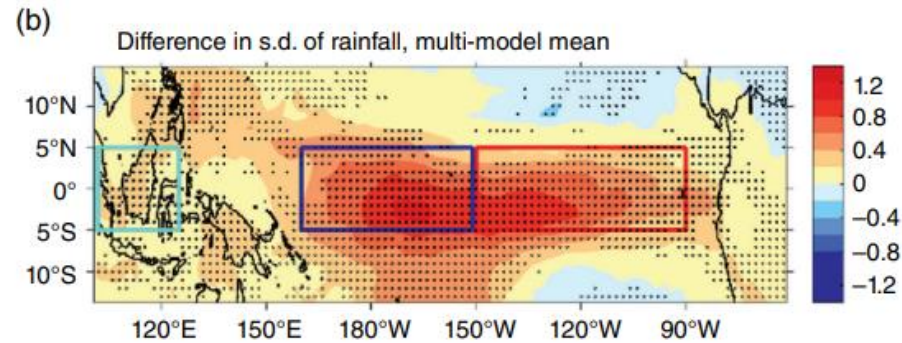 (b)
Difference in s.d. of rainfall, multi-model mean
10°N
5°N
0°
5°S
10°S
120°E
150°E
180°W
150°W
120°W
90°W
1.2
0.8
0.4
0
−0.4
−0.8
−1.2